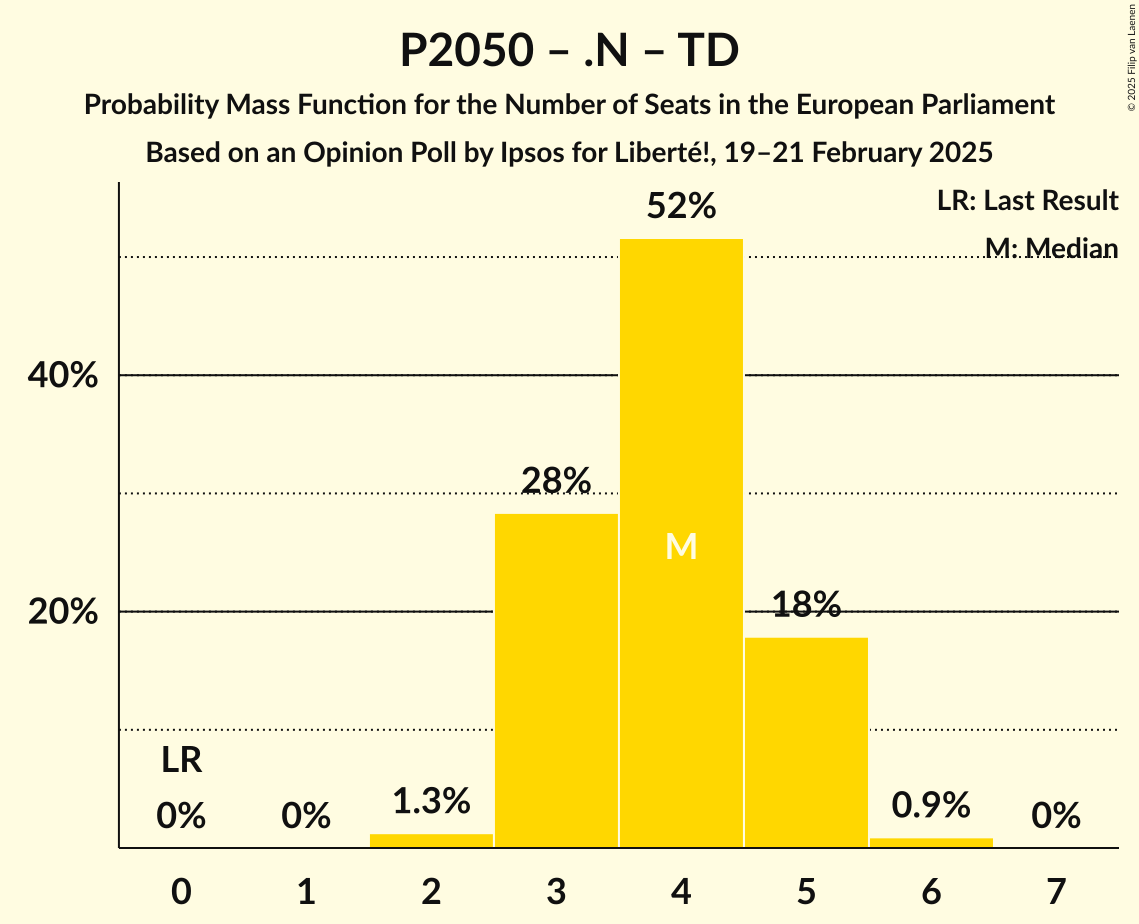 P2050 – .N – TD
Probability Mass Function for the Number of Seats in the European Parliament
Based on an Opinion Poll by Ipsos for Liberté!, 19–21 February 2025
© 2025 Filip van Laenen
LR: Last Result
M: Median
52%
40%
28%
M
20%
18%
LR
0%
0%
1.3%
0.9%
0%
0 1 2 3 4 5 6 7